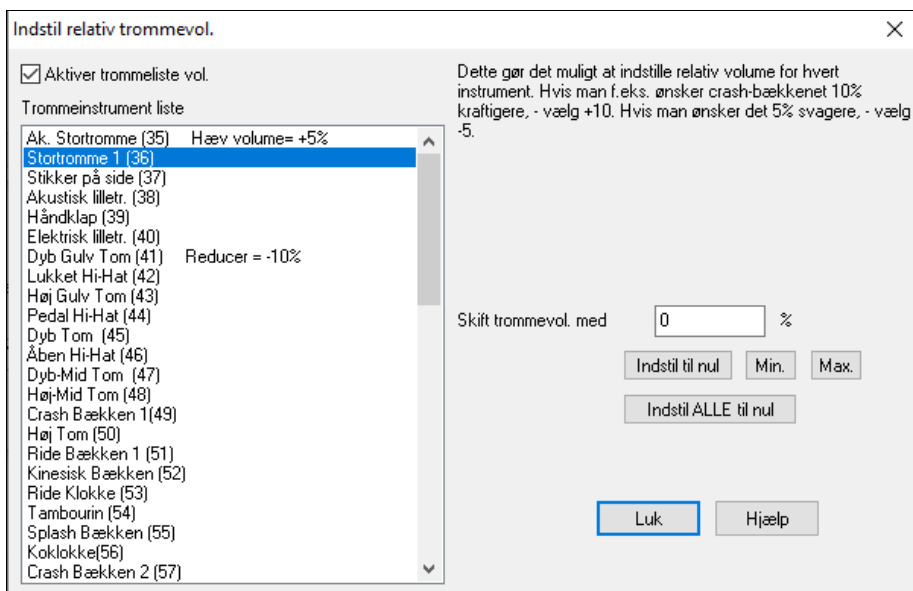 Indstil relativ trommevol.
Aktiver trommeliste vol.
Trommeinstrument liste
Ak. Stortromme (35) Hæv volume= +5%
Stortromme 1 (36)
Stikker på side (37)
Akustisk lilletr. (38)
Håndklap (39)
Elektrisk lilletr. (40)
Dyb Gulv Tom (41) Reducer = -10%
Lukket Hi-Hat (42)
Høj Gulv Tom (43)
Pedal Hi-Hat (44)
Dyb Tom (45)
Åben Hi-Hat (46)
Dyb-Mid Tom (47)
Høj-Mid Tom (48)
Crash Bækken 1(49)
Høj Tom (50)
Ride Bækken 1 (51)
Kinesisk Bækken (52)
Ride Klokke (53)
Tambourin (54)
Splash Bækken (55)
Koklokke(56)
Crash Bækken 2 (57)
Dette gør det muligt at indstille relativ volume for hvert
instrument. Hvis man f.eks. ønsker crash-bækkenet 10%
kraftigere, - vælg +10. Hvis man ønsker det 5% svagere, - vælg
-5.
Skift trommevol. med 0 %
Indstil til nul Min. Max.
Indstil ALLE til nul
Luk Hjælp